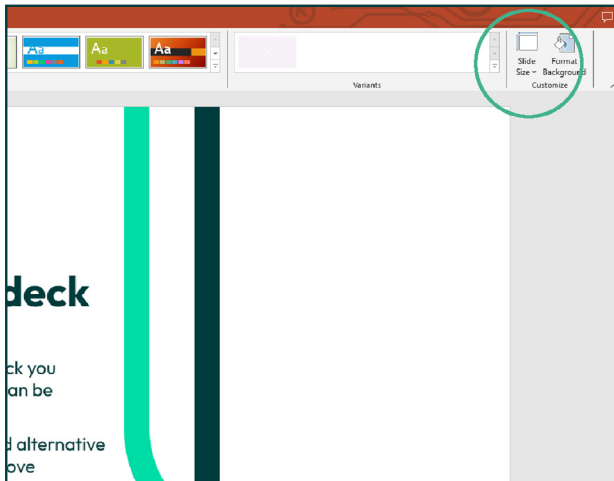 Aa
Aa
Aa
Slide
Size
Format
Background
Variants
Customize
deck
ck you
an be
d alternative
ove